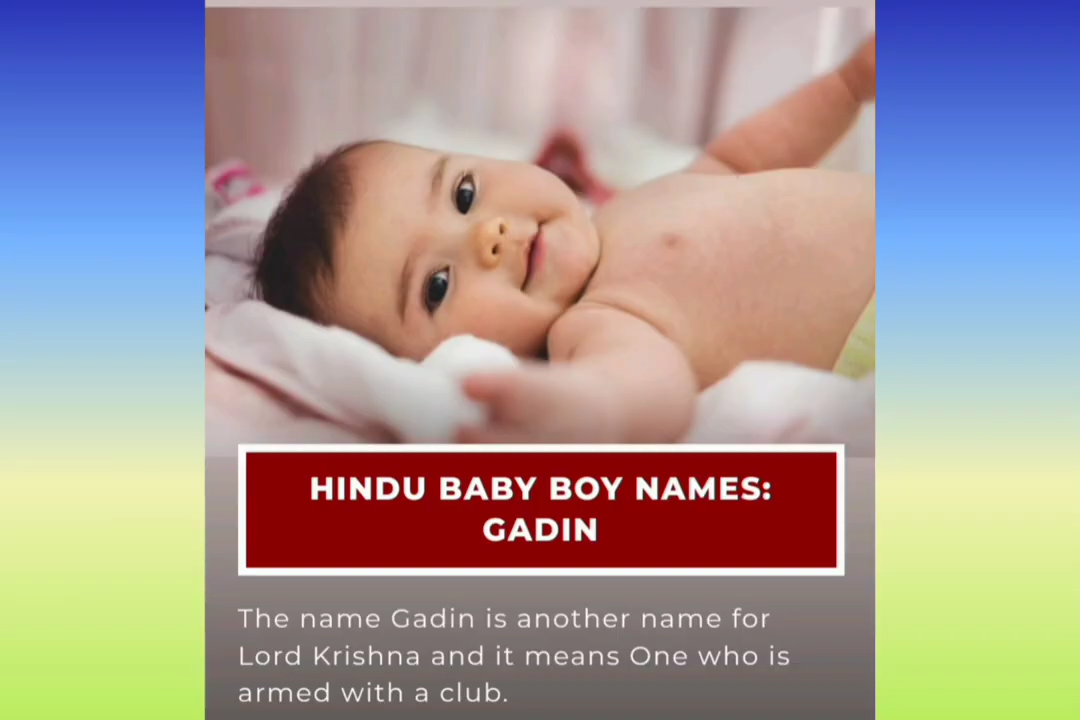 HINDU BABY BOY NAMES:
GADIN
The name Gadin is another name for
Lord Krishna and it means One who is
armed with a club.